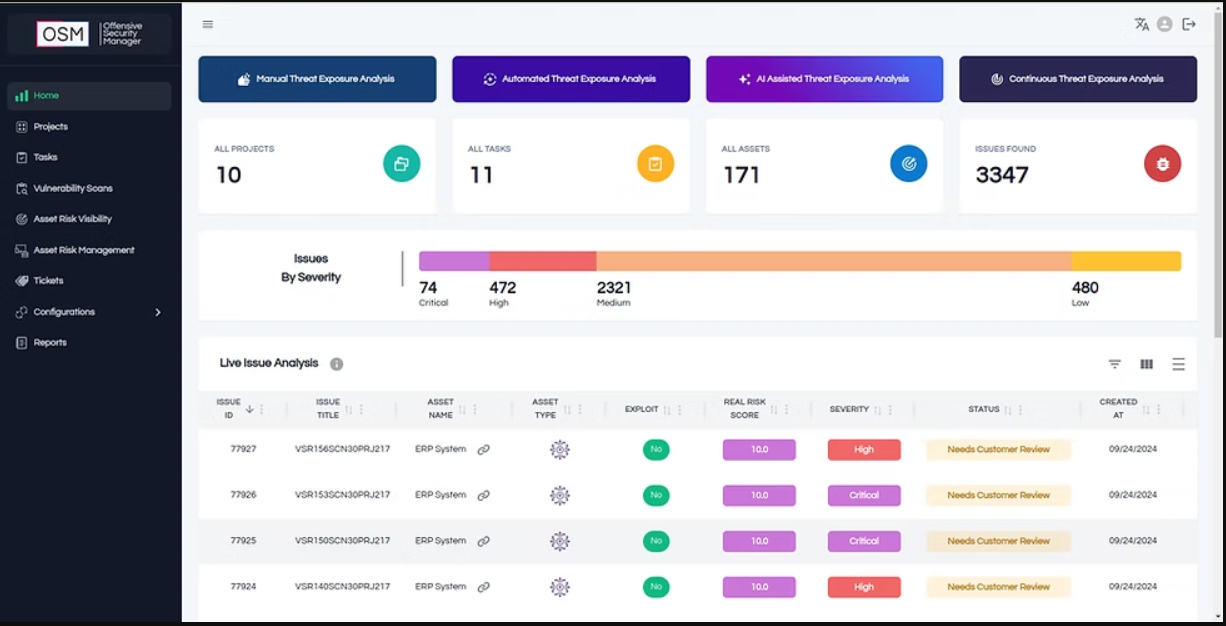 OSM
Offensive
Security
Manager
Home
Projects
Tasks
Vulnerability Scans
Asset Risk Visibility
Asset Risk Management
Tickets
Configurations
Reports
Manual Threat Exposure Analysis
Automated Threat Exposure Analysis
AI Assisted Threat Exposure Analysis
Continuous Threat Exposure Analysis
ALL PROJECTS
10
ALL TASKS
11
ALL ASSETS
171
ISSUES FOUND
3347
Issues
By Severity
74
Critical
472
High
2321
Medium
480
Low
Live Issue Analysis
ISSUE
ID
ISSUE
TITLE
ASSET
NAME
ASSET
TYPE
EXPLOIT
REAL RISK
SCORE
SEVERITY
STATUS
CREATED
AT
77927 VSR156SCN30PRJ217 ERP System No 10.0 High Needs Customer Review 09/24/2024
77926 VSR153SCN30PRJ217 ERP System No 10.0 Critical Needs Customer Review 09/24/2024
77925 VSR150SCN30PRJ217 ERP System No 10.0 Critical Needs Customer Review 09/24/2024
77924 VSR140SCN30PRJ217 ERP System No 10.0 High Needs Customer Review 09/24/2024